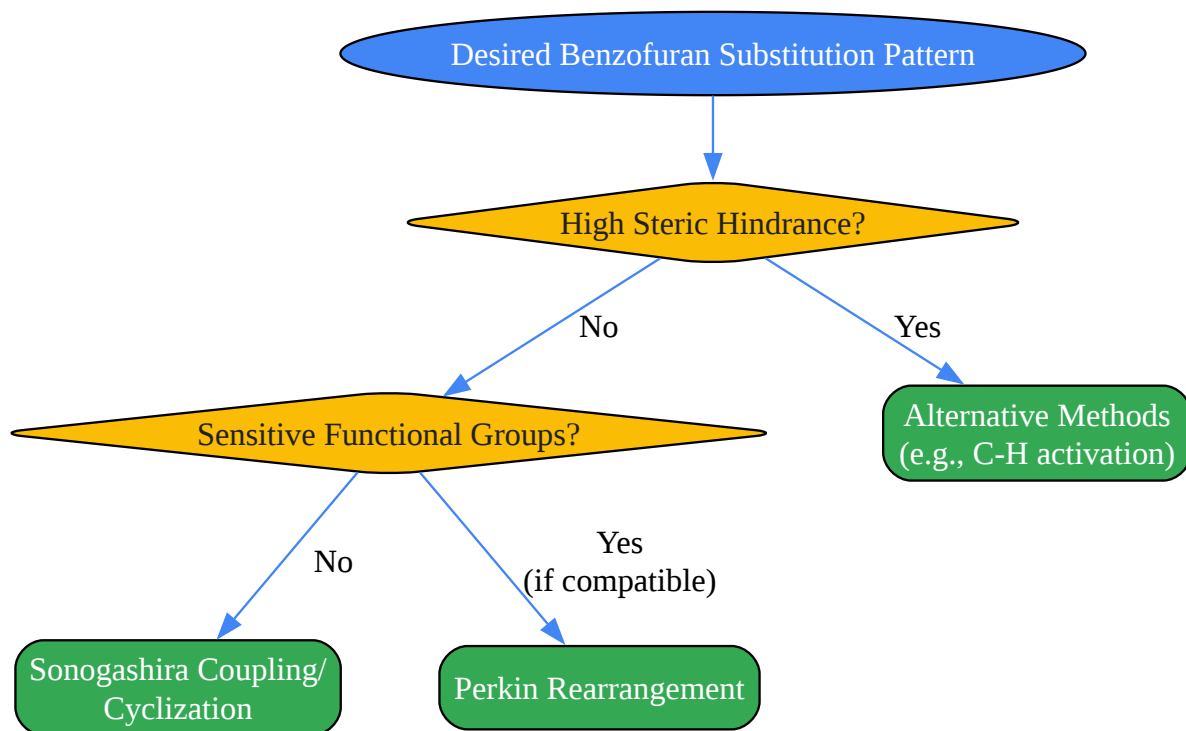 Desired Benzofuran Substitution Pattern
High Steric Hindrance?
No
Yes
Sensitive Functional Groups?
Alternative Methods
(e.g., C-H activation)
No
Yes
(if compatible)
Sonogashira Coupling/
Cyclization
Perkin Rearrangement